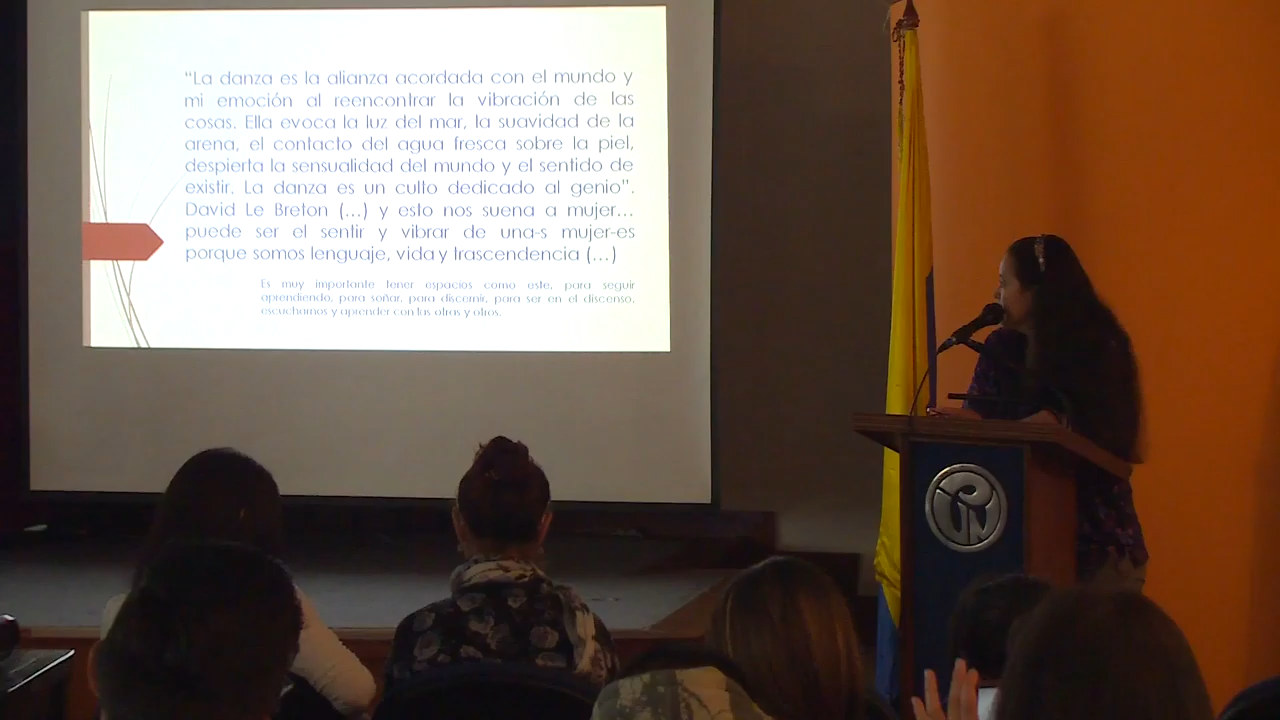 “La danza es la alianza acordada con el mundo y
mi emoción al reencontrar la vibración de las
cosas. Ella evoca la luz del mar, la suavidad de la
arena, el contacto del agua fresca sobre la piel,
despierta la sensualidad del mundo y el sentido de
existir. La danza es un culto dedicado al genio”.
David Le Breton (...) y esto nos suena a mujer...
puede ser el sentir y vibrar de una-s mujer-es
porque somos lenguaje, vida y trascendencia (...)
Es muy importante tener espacios como este, para seguir
aprendiendo, para soñar, para discernir, para ser en el discenso,
escucharnos y aprender con las otras y otros.